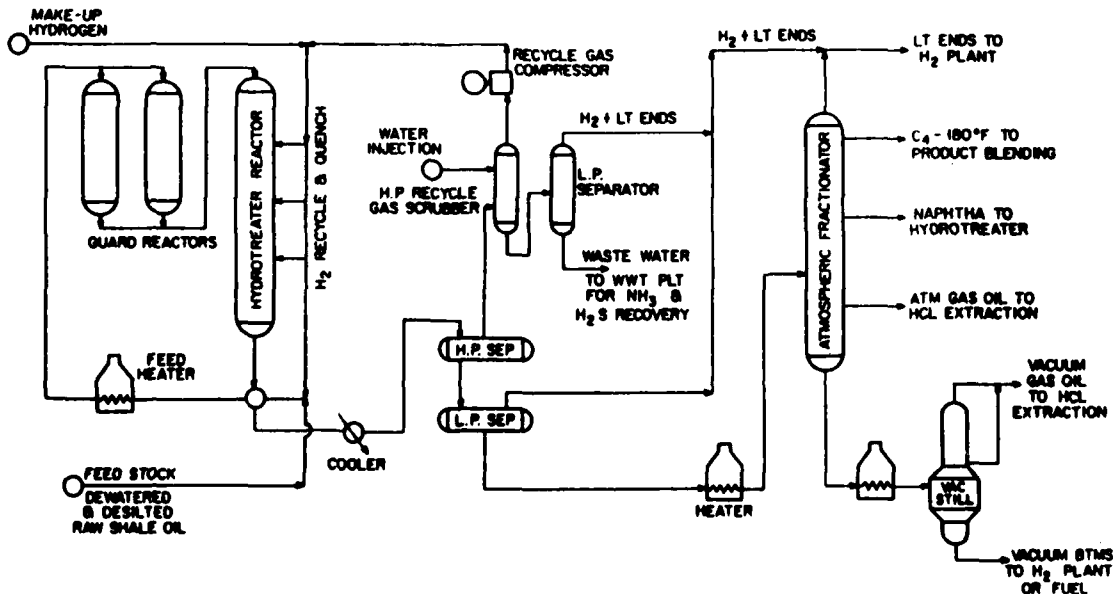 MAKE-UP
HYDROGEN
GUARD REACTORS
HYDROTREATER REACTOR
H2 RECYCLE & QUENCH
FEED
HEATER
FEED STOCK
DEWATERED
& DESILTED
RAW SHALE OIL
COOLER
RECYCLE GAS
COMPRESSOR
WATER
INJECTION
H.P RECYCLE
GAS SCRUBBER
H2 + LT ENDS
L.P.
SEPARATOR
WASTE WATER
TO WWT PLT
FOR NH3 &
H2S RECOVERY
H.P. SEP
L.P. SEP
HEATER
H2 + LT ENDS
ATMOSPHERIC FRACTIONATOR
LT ENDS TO
H2 PLANT
C4 - 180°F TO
PRODUCT BLENDING
NAPHTHA TO
HYDROTREATER
ATM GAS OIL TO
HCL EXTRACTION
VACUUM
GAS OIL
TO HCL
EXTRACTION
VAC
STILL
VACUUM BTMS
TO H2 PLANT
OR FUEL